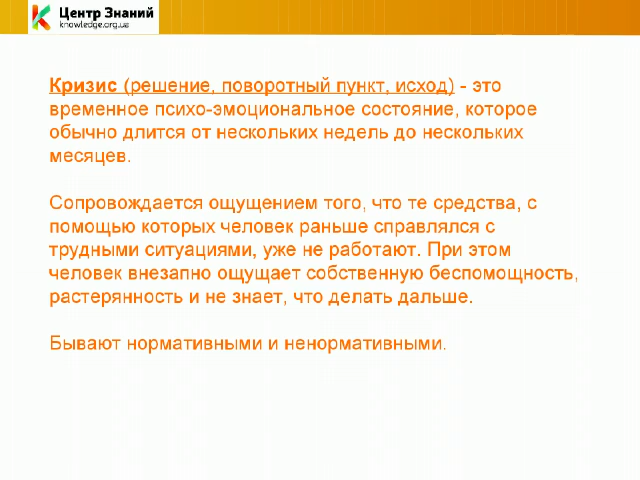 Центр Знаний
knowledge.org.ua
Кризис (решение, поворотный пункт, исход) - это
временное психо-эмоциональное состояние, которое
обычно длится от нескольких недель до нескольких
месяцев.
Сопровождается ощущением того, что те средства, с
помощью которых человек раньше справлялся с
трудными ситуациями, уже не работают. При этом
человек внезапно ощущает собственную беспомощность,
растерянность и не знает, что делать дальше.
Бывают нормативными и ненормативными.